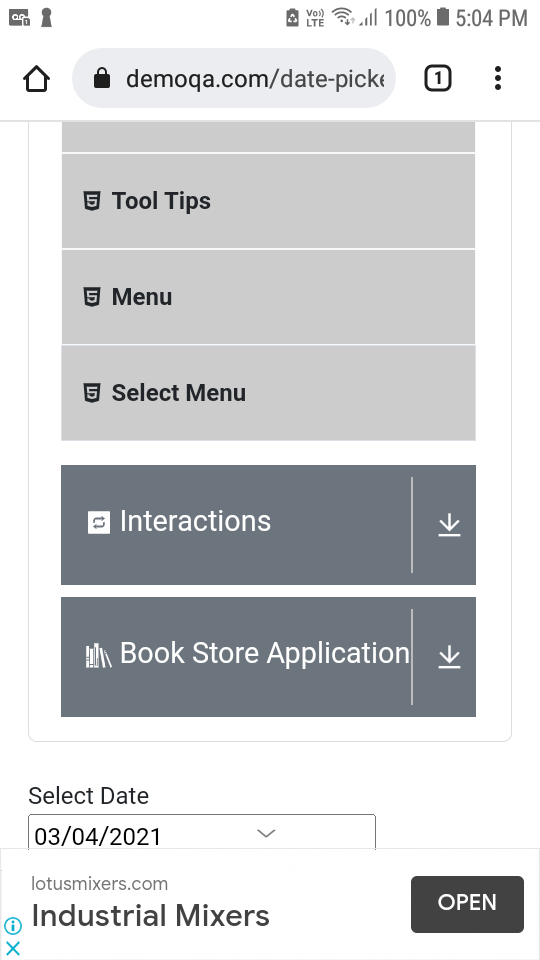 Vo))
LTE
100%
5:04 PM
demoqa.com/date-picke
1
Tool Tips
Menu
Select Menu
Interactions
Book Store Application
Select Date
03/04/2021
lotusmixers.com
Industrial Mixers
OPEN